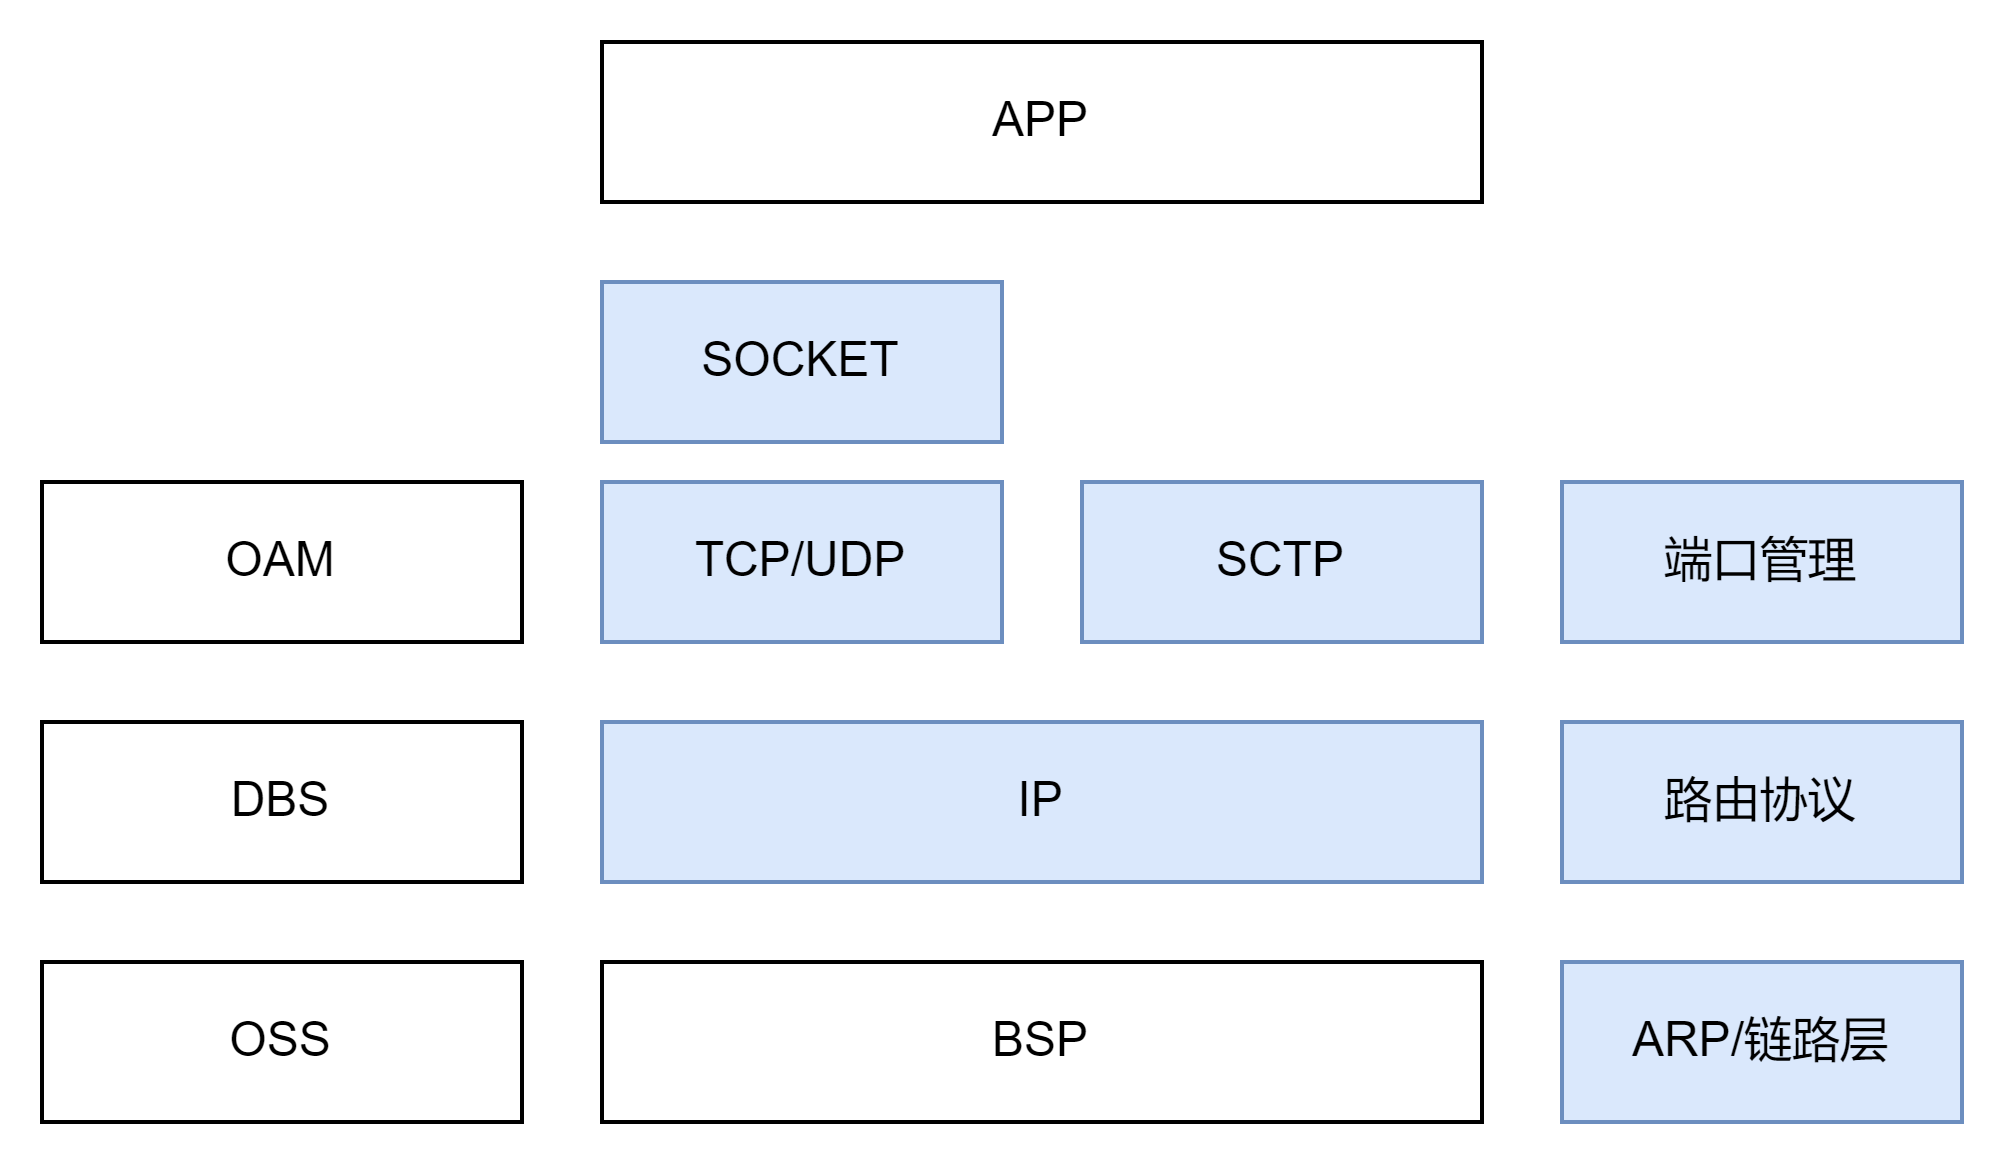 APP
SOCKET
OAM
TCP/UDP
SCTP
端口管理
DBS
IP
路由协议
OSS
BSP
ARP/链路层